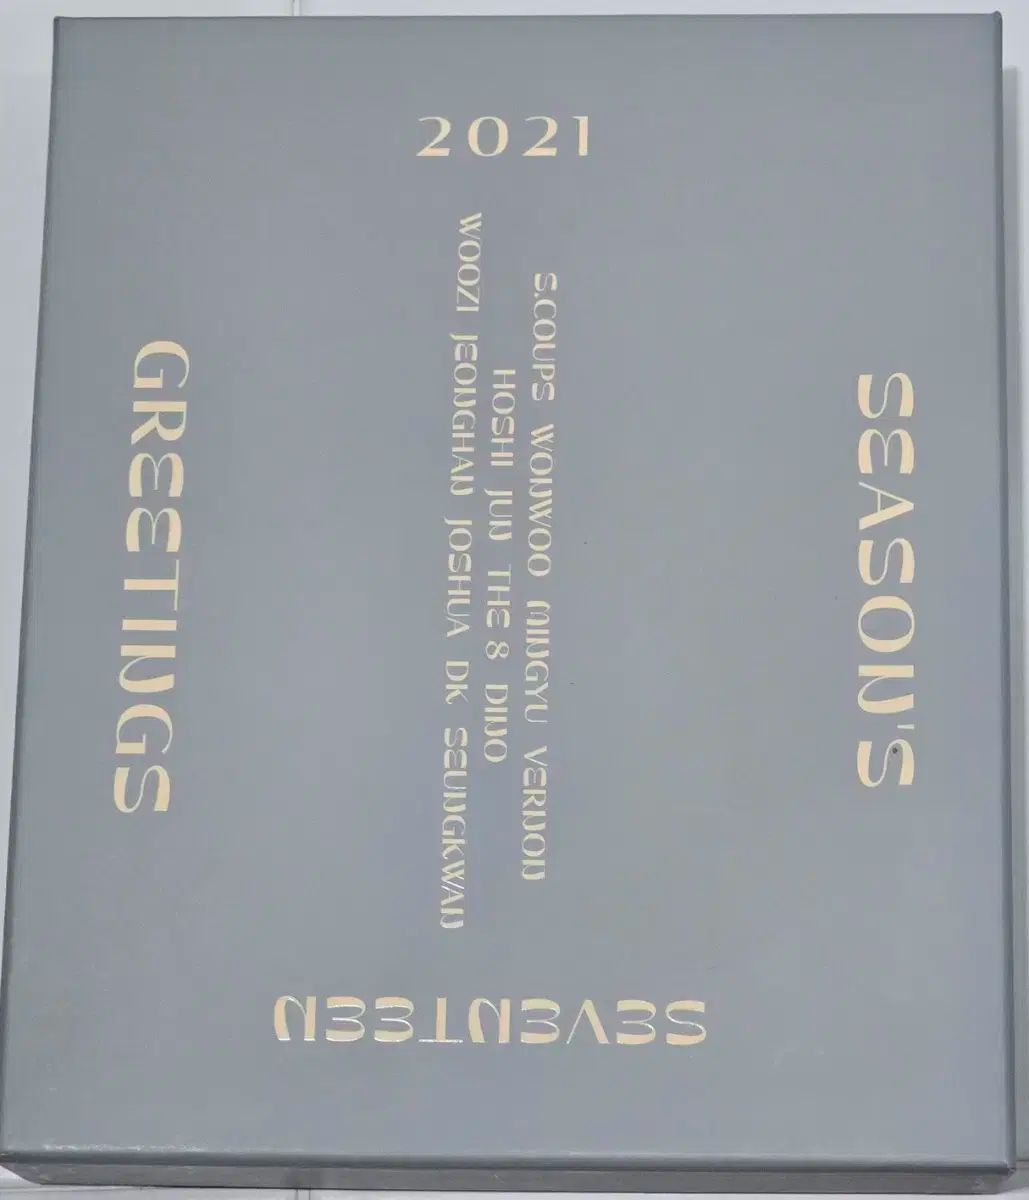 2021
SEASON'S
S.COUPS WONWOO MINGYU VERNON
HOSHI JUN THE 8 DINO
WOOZI JEONGHAN JOSHUA DK SEUNGKWAN
GREETINGS
SEVENTEEN